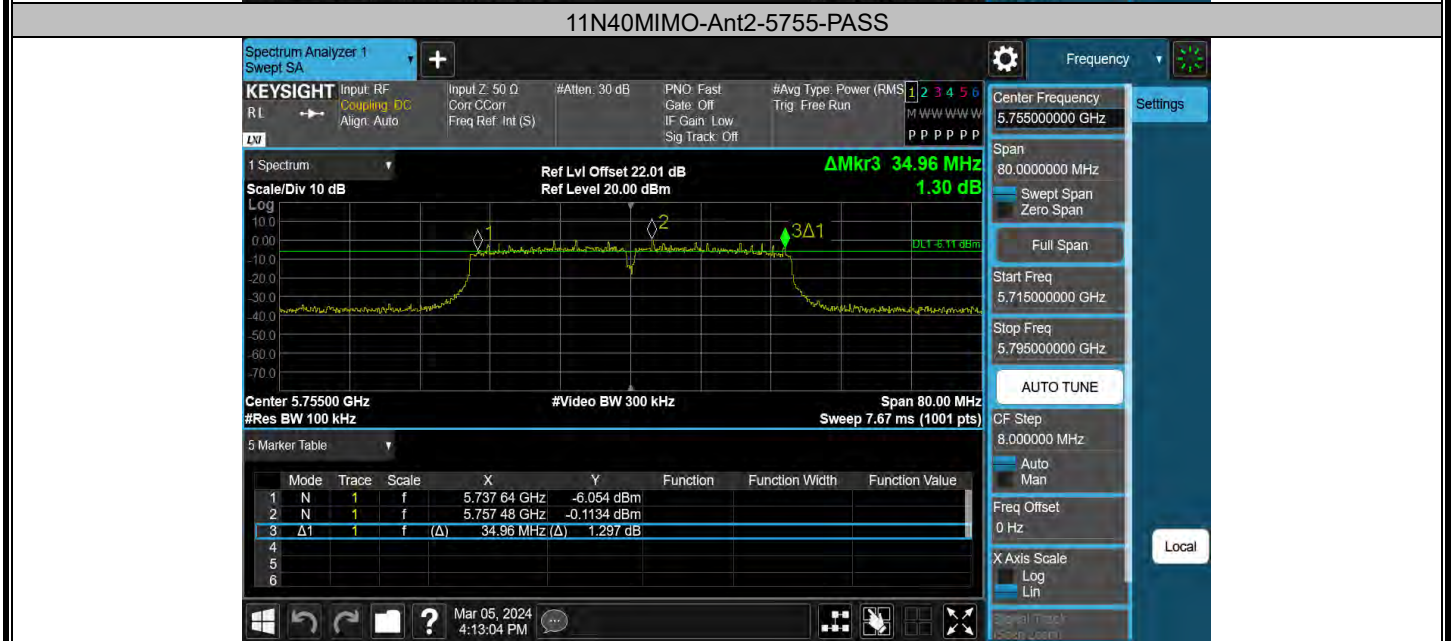 11N40MIMO-Ant2-5755-PASS
Spectrum Analyzer 1
Swept SA
+
Frequency
KEYSIGHT Input: RF Input Z: 50 Ω #Atten: 30 dB PNO: Fast #Avg Type: Power (RMS 1 2 3 4 5 6
RL Coupling: DC Corr CCorr Gate: Off Trig: Free Run
Align: Auto Freq Ref: Int (S) IF Gain: Low M W W W W W
LXI Sig Track: Off P P P P P P
Center Frequency
5.755000000 GHz
Settings
1 Spectrum
Ref Lvl Offset 22.01 dB ΔMkr3 34.96 MHz
Scale/Div 10 dB Ref Level 20.00 dBm 1.30 dB
Log
10.0
0.00
-10.0
-20.0
-30.0
-40.0
-50.0
-60.0
-70.0
1
2
3Δ1
DL1 -6.11 dBm
Center 5.75500 GHz #Video BW 300 kHz Span 80.00 MHz
#Res BW 100 kHz Sweep 7.67 ms (1001 pts)
Span
80.0000000 MHz
Swept Span
Zero Span
Full Span
Start Freq
5.715000000 GHz
Stop Freq
5.795000000 GHz
AUTO TUNE
CF Step
8.000000 MHz
Auto
Man
Freq Offset
0 Hz
X Axis Scale
Log
Lin
Local
5 Marker Table
Mode Trace Scale X Y Function Function Width Function Value
1 N 1 f 5.737 64 GHz -6.054 dBm
2 N 1 f 5.757 48 GHz -0.1134 dBm
3 Δ1 1 f (Δ) 34.96 MHz (Δ) 1.297 dB
4
5
6
?
Mar 05, 2024
4:13:04 PM
Signal Track
(Span Zoom)